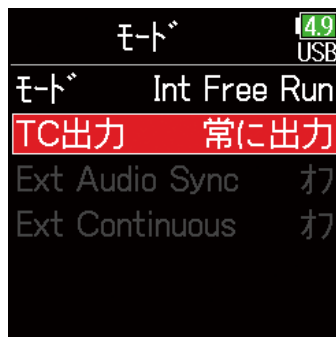 ﾓｰﾄﾞ
4.9
USB
ﾓｰﾄﾞ Int Free Run
TC出力 常に出力
Ext Audio Sync ｵﾌ
Ext Continuous ｵﾌ